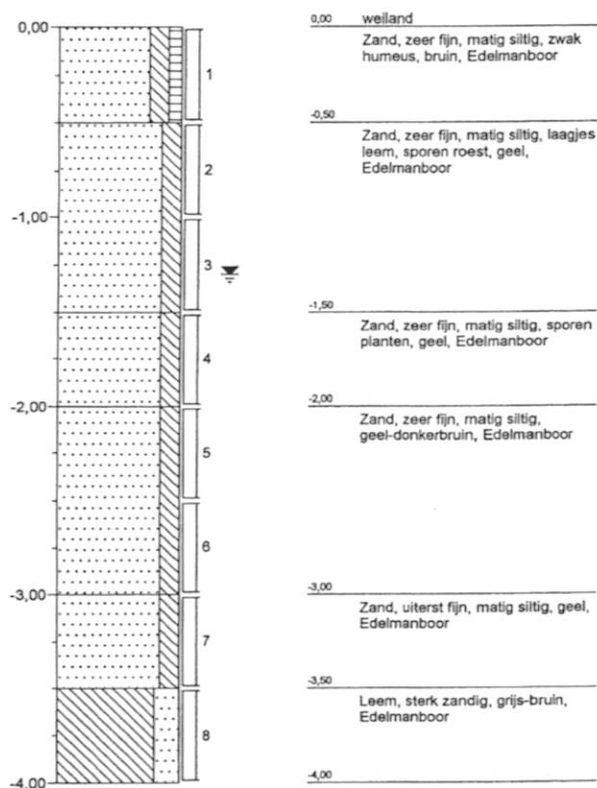 0,00
-1,00
-2,00
-3,00
-4,00
1
2
3
4
5
6
7
8
0,00 weiland
Zand, zeer fijn, matig siltig, zwak
humeus, bruin, Edelmanboor
-0,50
Zand, zeer fijn, matig siltig, laagjes
leem, sporen roest, geel,
Edelmanboor
-1,50
Zand, zeer fijn, matig siltig, sporen
planten, geel, Edelmanboor
-2,00
Zand, zeer fijn, matig siltig,
geel-donkerbruin, Edelmanboor
-3,00
Zand, uiterst fijn, matig siltig, geel,
Edelmanboor
-3,50
Leem, sterk zandig, grijs-bruin,
Edelmanboor
-4,00